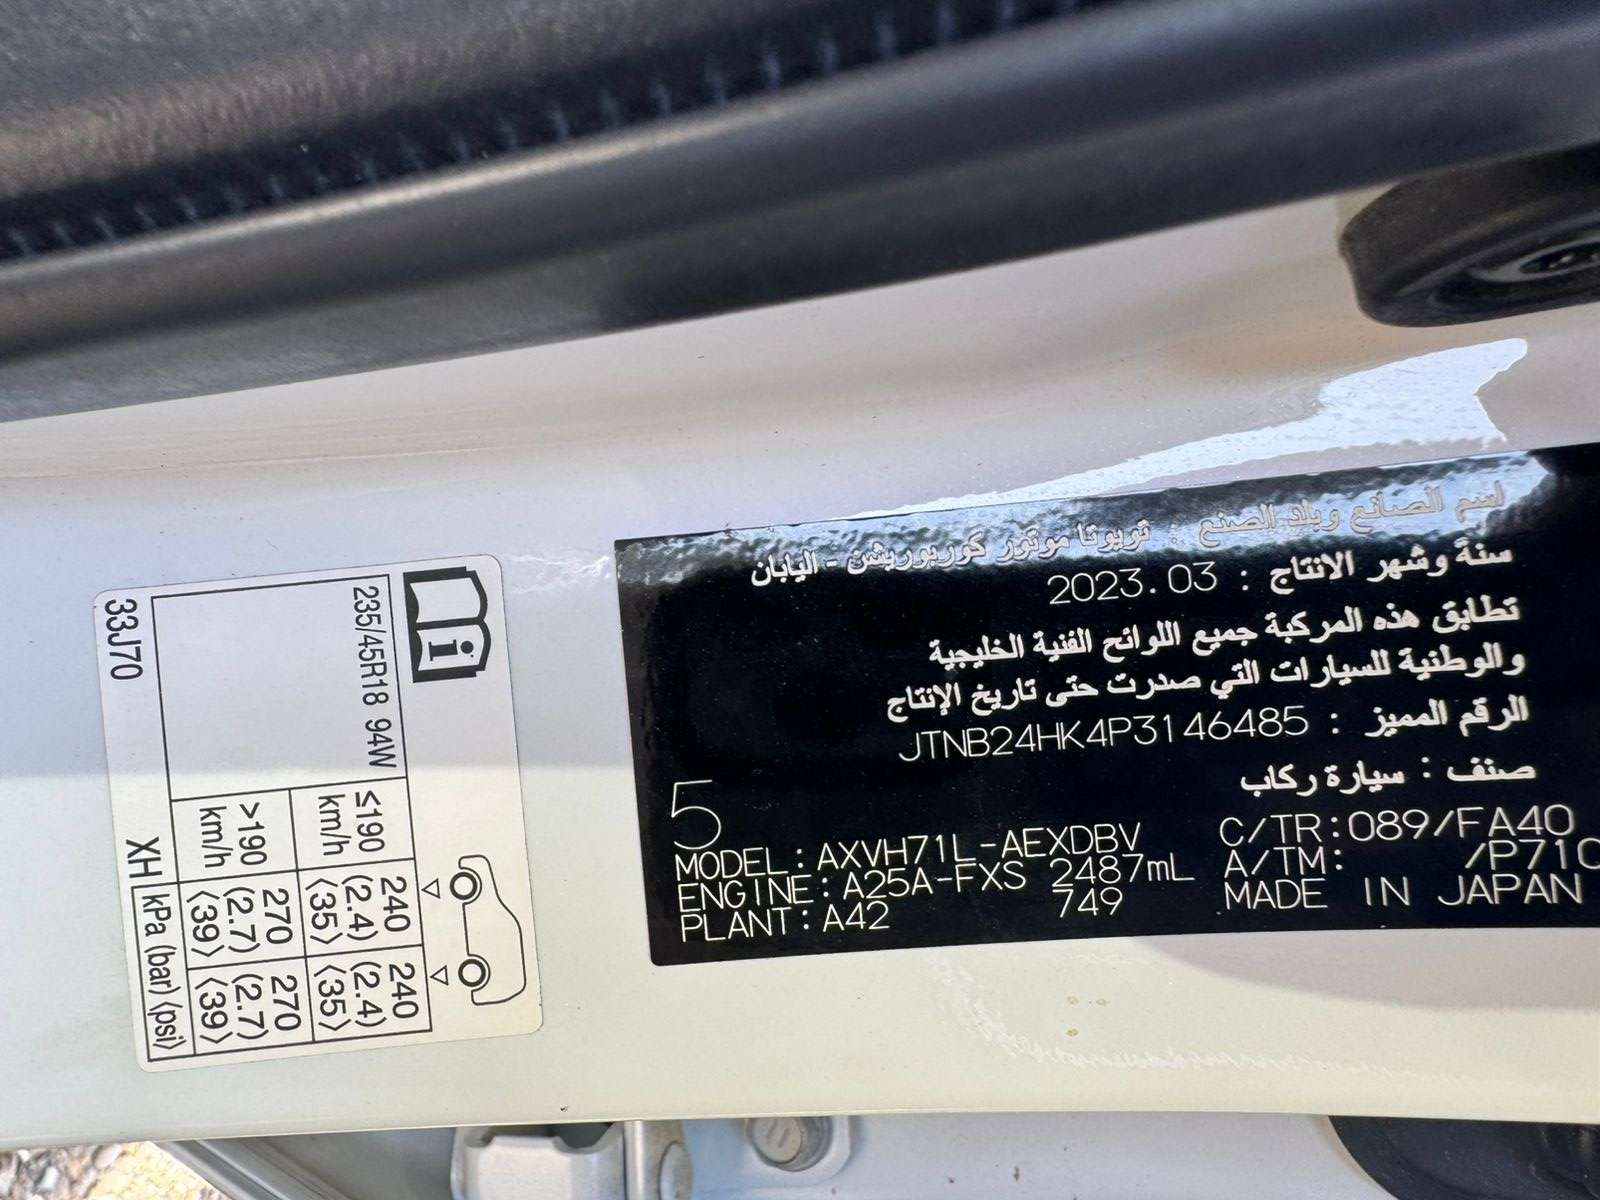 اسم الصانع وبلد الصنع : تويوتا موتور كوربوريشن - اليابان
سنة وشهر الانتاج : 2023.03
تطابق هذه المركبة جميع اللوائح الفنية الخليجية
والوطنية للسيارات التي صدرت حتى تاريخ الإنتاج
الرقم المميز : JTNB24HK4P3146485
صنف : سيارة ركاب
5
MODEL: AXVH71L-AEXDBV C/TR:089/FA40
ENGINE: A25A-FXS 2487mL A/TM: /P710
PLANT: A42 749 MADE IN JAPAN
i
235/45R18 94W
≤190 km/h 240 (2.4) ⟨35⟩ 240 (2.4) ⟨35⟩
>190 km/h 270 (2.7) ⟨39⟩ 270 (2.7) ⟨39⟩
33J70 XH kPa (bar) ⟨psi⟩